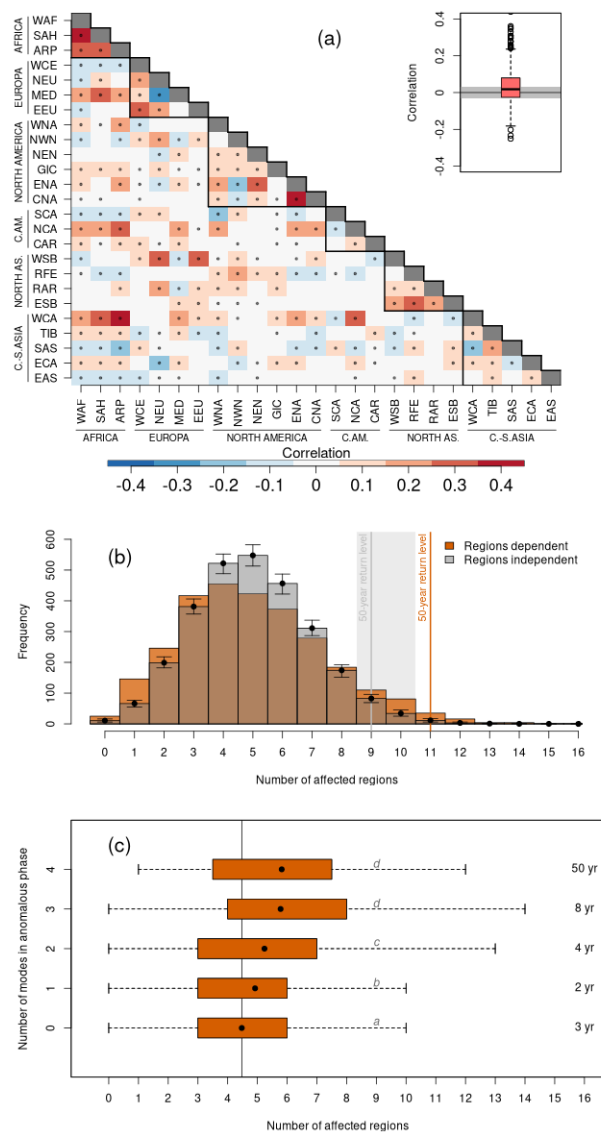 (a)
AFRICA
EUROPA
NORTH AMERICA
C.AM.
NORTH AS.
C.-S.ASIA
WAF
SAH
ARP
WCE
NEU
MED
EEU
WNA
NWN
NEN
GIC
ENA
CNA
SCA
NCA
CAR
WSB
RFE
RAR
ESB
WCA
TIB
SAS
ECA
EAS
WAF SAH ARP WCE NEU MED EEU WNA NWN NEN GIC ENA CNA SCA NCA CAR WSB RFE RAR ESB WCA TIB SAS ECA EAS
AFRICA EUROPA NORTH AMERICA C.AM. NORTH AS. C.-S.ASIA
Correlation
-0.4 -0.3 -0.2 -0.1 0 0.1 0.2 0.3 0.4
Correlation
0.4
0.2
0
-0.2
-0.4
(b)
Frequency
600
500
400
300
200
100
0
50-year return level
50-year return level
Regions dependent
Regions independent
0 1 2 3 4 5 6 7 8 9 10 11 12 13 14 15 16
Number of affected regions
(c)
Number of modes in anomalous phase
4 d 50 yr
3 d 8 yr
2 c 4 yr
1 b 2 yr
0 a 3 yr
0 1 2 3 4 5 6 7 8 9 10 11 12 13 14 15 16
Number of affected regions